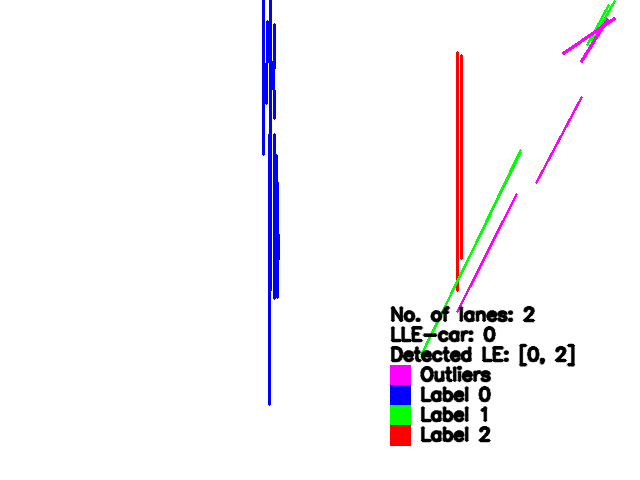 No. of lanes: 2
LLE-car: 0
Detected LE: [0, 2]
Outliers
Label 0
Label 1
Label 2